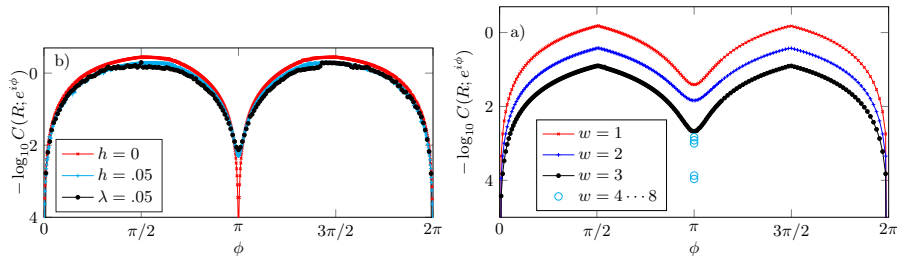 b)
−0
2
4
− log₁₀ C(R; e^{iϕ})
h = 0
h = .05
λ = .05
0
π/2
π
3π/2
2π
ϕ
a)
−0
2
4
− log₁₀ C(R; e^{iϕ})
w = 1
w = 2
w = 3
w = 4 ⋯ 8
0
π/2
π
3π/2
2π
ϕ